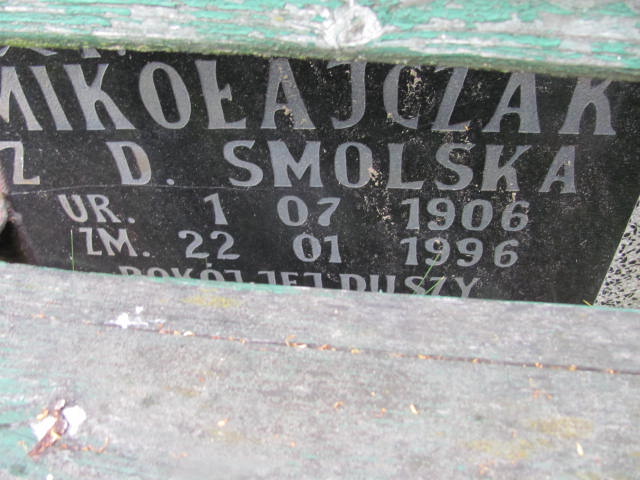 MIKOŁAJCZAK
Z D. SMOLSKA
UR. 1 07 1906
ZM. 22 01 1996
POKÓJ JEJ DUSZY